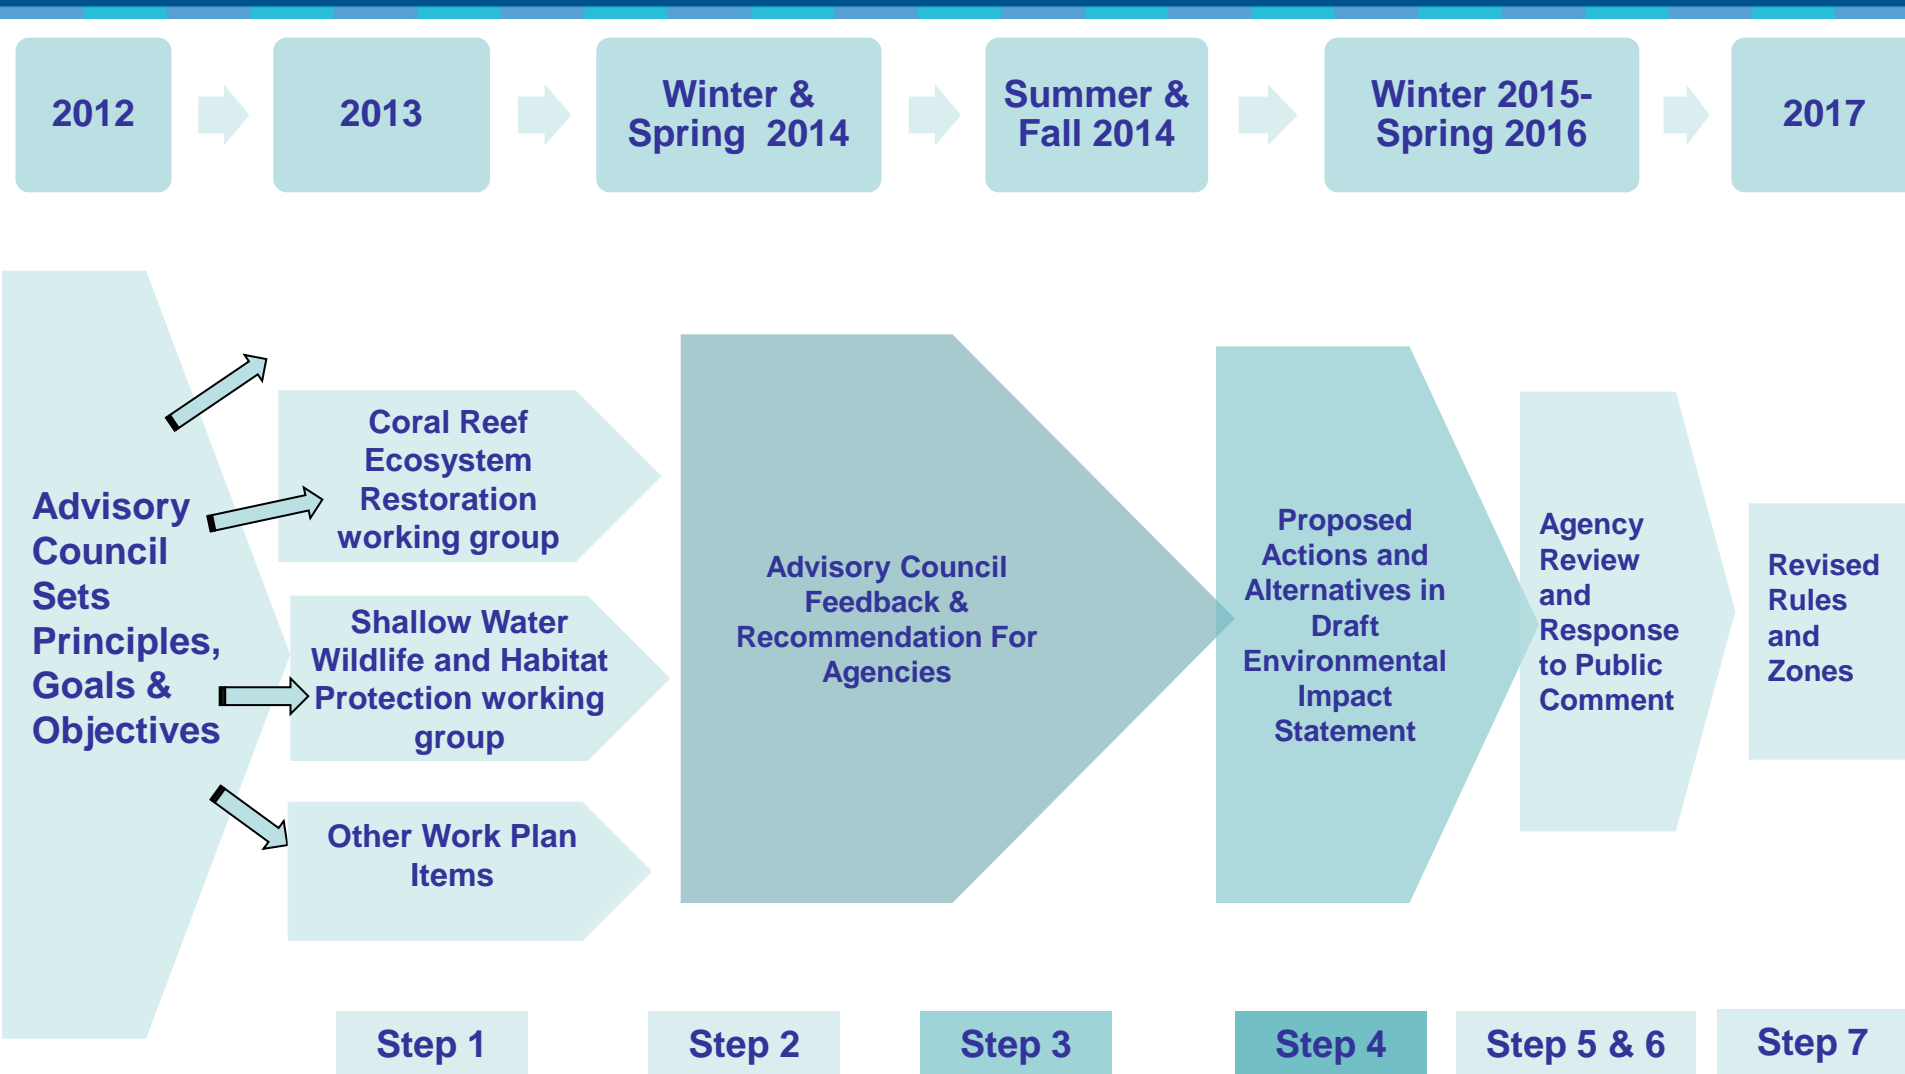 2012
2013
Winter &
Spring 2014
Summer &
Fall 2014
Winter 2015-
Spring 2016
2017
Advisory
Council
Sets
Principles,
Goals &
Objectives
Coral Reef
Ecosystem
Restoration
working group
Shallow Water
Wildlife and Habitat
Protection working
group
Other Work Plan
Items
Advisory Council
Feedback &
Recommendation For
Agencies
Proposed
Actions and
Alternatives in
Draft
Environmental
Impact
Statement
Agency
Review
and
Response
to Public
Comment
Revised
Rules
and
Zones
Step 1
Step 2
Step 3
Step 4
Step 5 & 6
Step 7